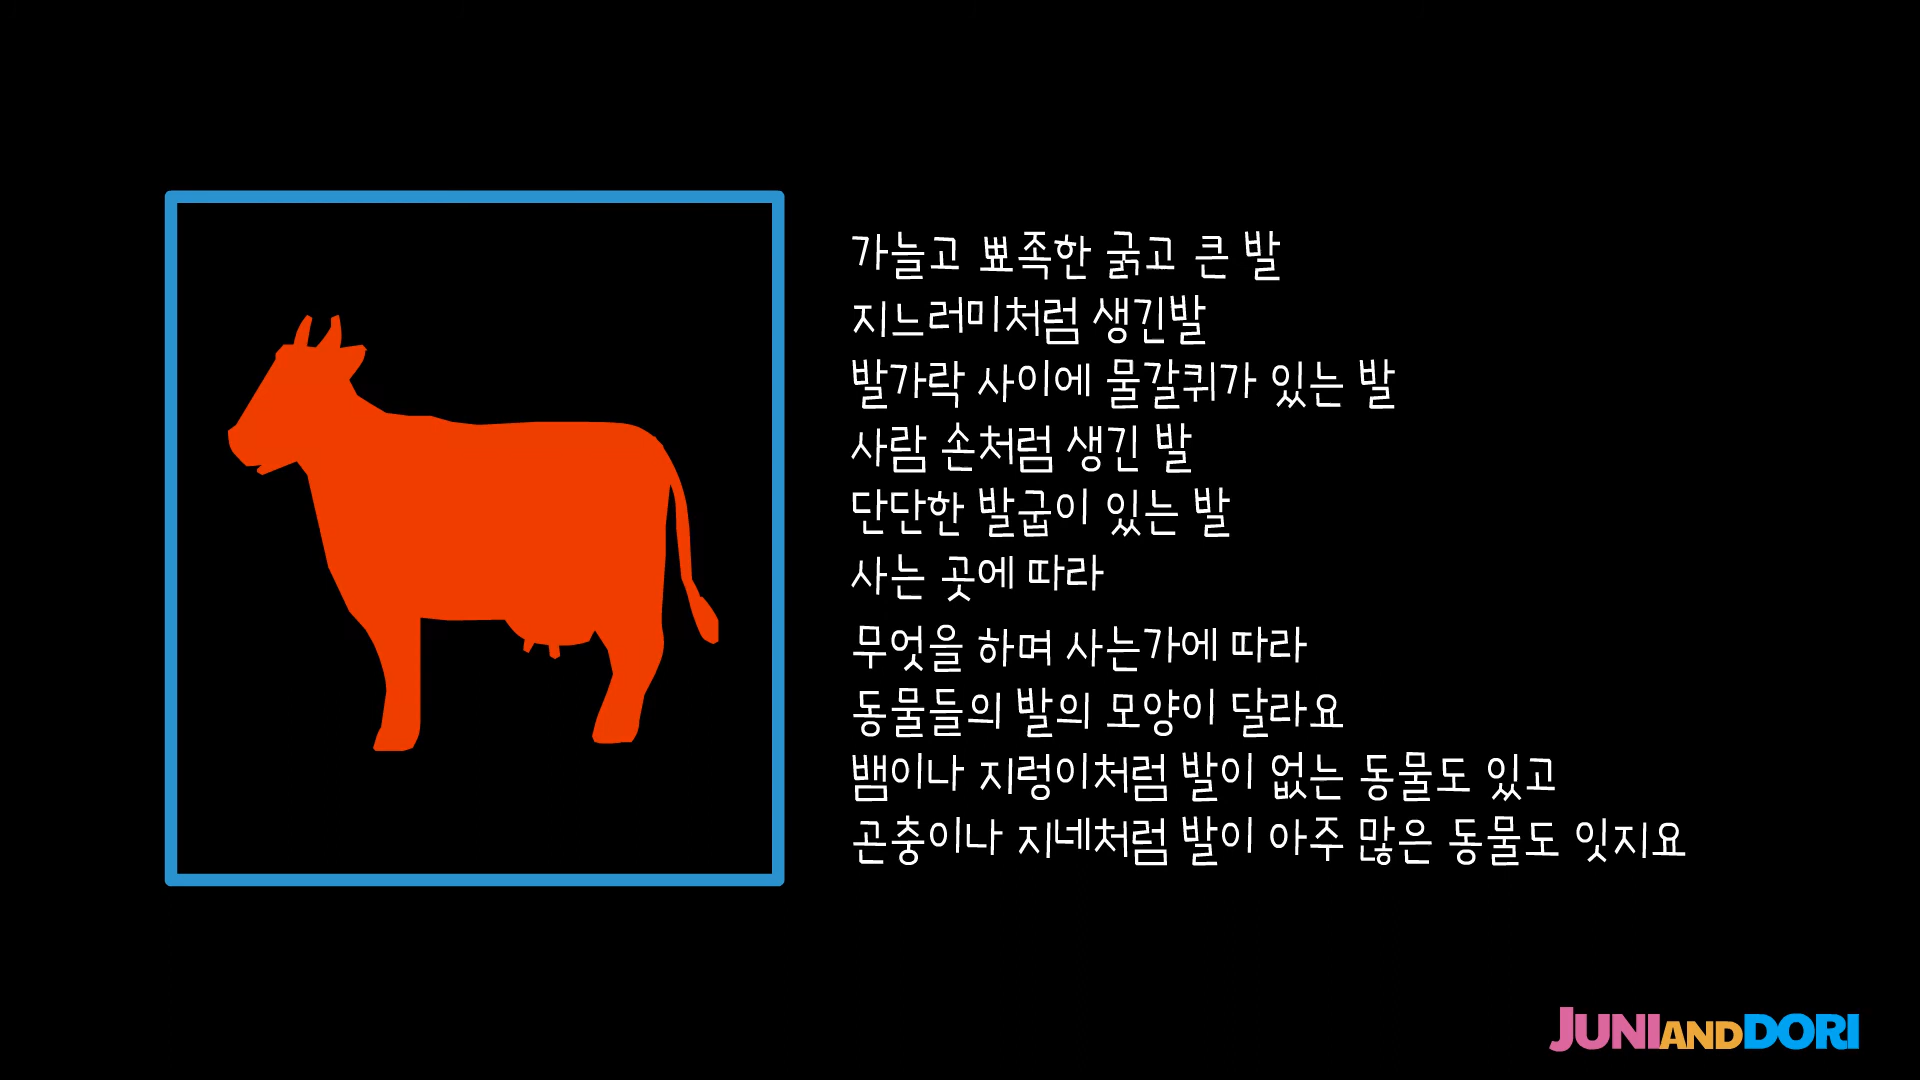 가늘고 뾰족한 굵고 큰 발
지느러미처럼 생긴발
발가락 사이에 물갈퀴가 있는 발
사람 손처럼 생긴 발
단단한 발굽이 있는 발
사는 곳에 따라
무엇을 하며 사는가에 따라
동물들의 발의 모양이 달라요
뱀이나 지렁이처럼 발이 없는 동물도 있고
곤충이나 지네처럼 발이 아주 많은 동물도 잇지요
JUNIANDDORI